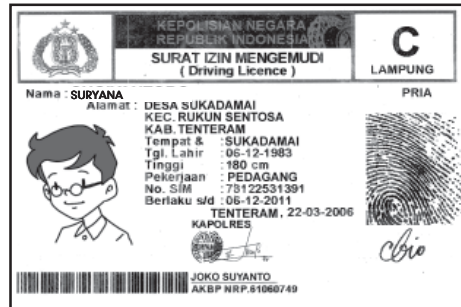 KEPOLISIAN NEGARA
REPUBLIK INDONESIA
SURAT IZIN MENGEMUDI
( Driving Licence )
C
LAMPUNG
Nama : SURYANA
PRIA
Alamat : DESA SUKADAMAI
KEC. RUKUN SENTOSA
KAB. TENTERAM
Tempat & : SUKADAMAI
Tgl. Lahir : 06-12-1983
Tinggi : 180 cm
Pekerjaan : PEDAGANG
No. SIM : 78122531391
Berlaku s/d : 06-12-2011
TENTERAM, 22-03-2006
KAPOLRES
JOKO SUYANTO
AKBP NRP.61060749